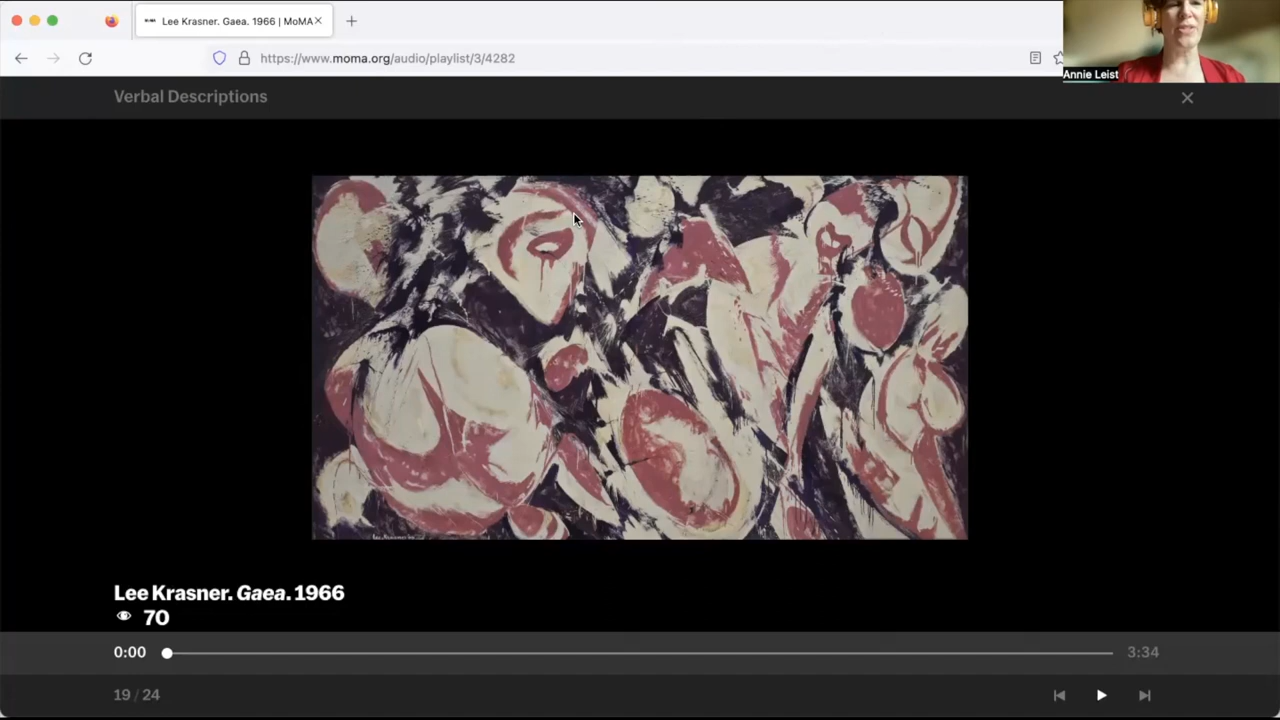 Lee Krasner. Gaea. 1966 | MoMA
https://www.moma.org/audio/playlist/3/4282
Annie Leist
Verbal Descriptions
Lee Krasner. Gaea. 1966
70
0:00
3:34
19 / 24